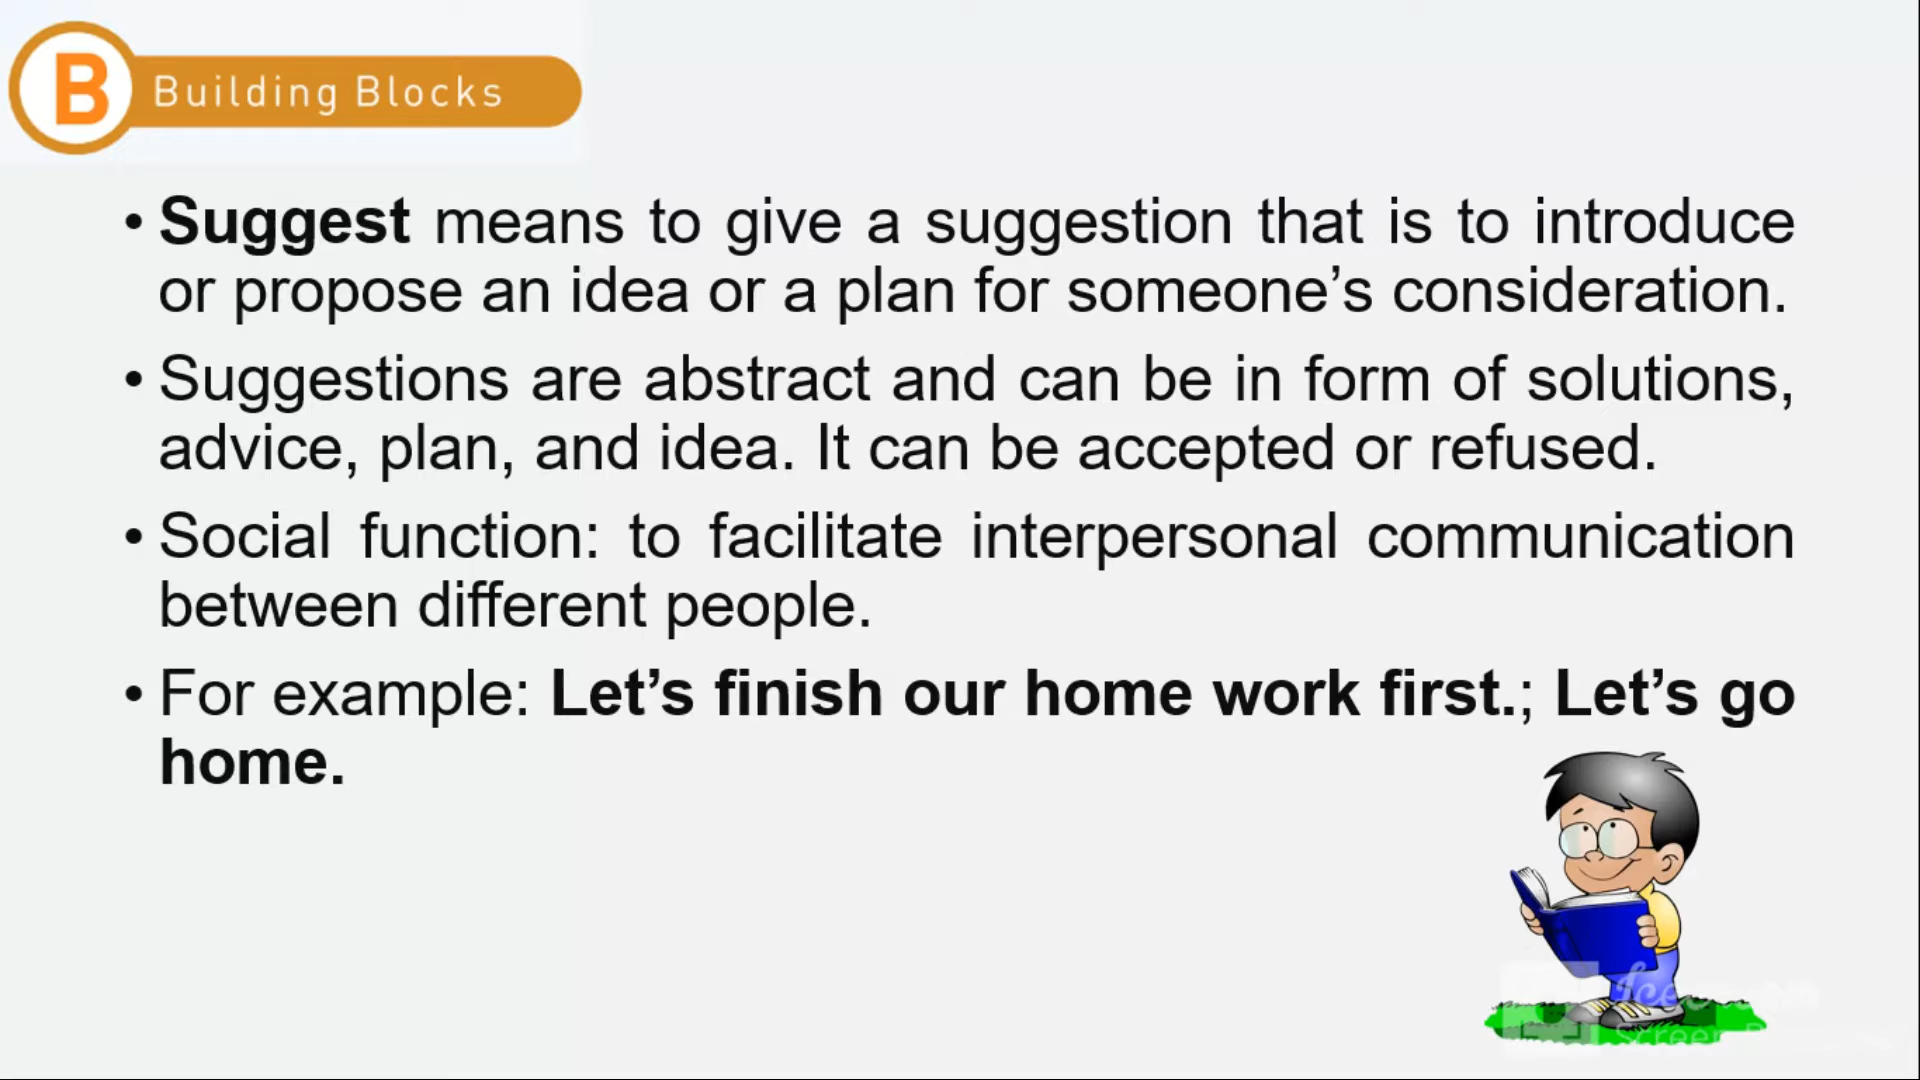 B Building Blocks
• Suggest means to give a suggestion that is to introduce
or propose an idea or a plan for someone’s consideration.
• Suggestions are abstract and can be in form of solutions,
advice, plan, and idea. It can be accepted or refused.
• Social function: to facilitate interpersonal communication
between different people.
• For example: Let’s finish our home work first.; Let’s go
home.
Screen